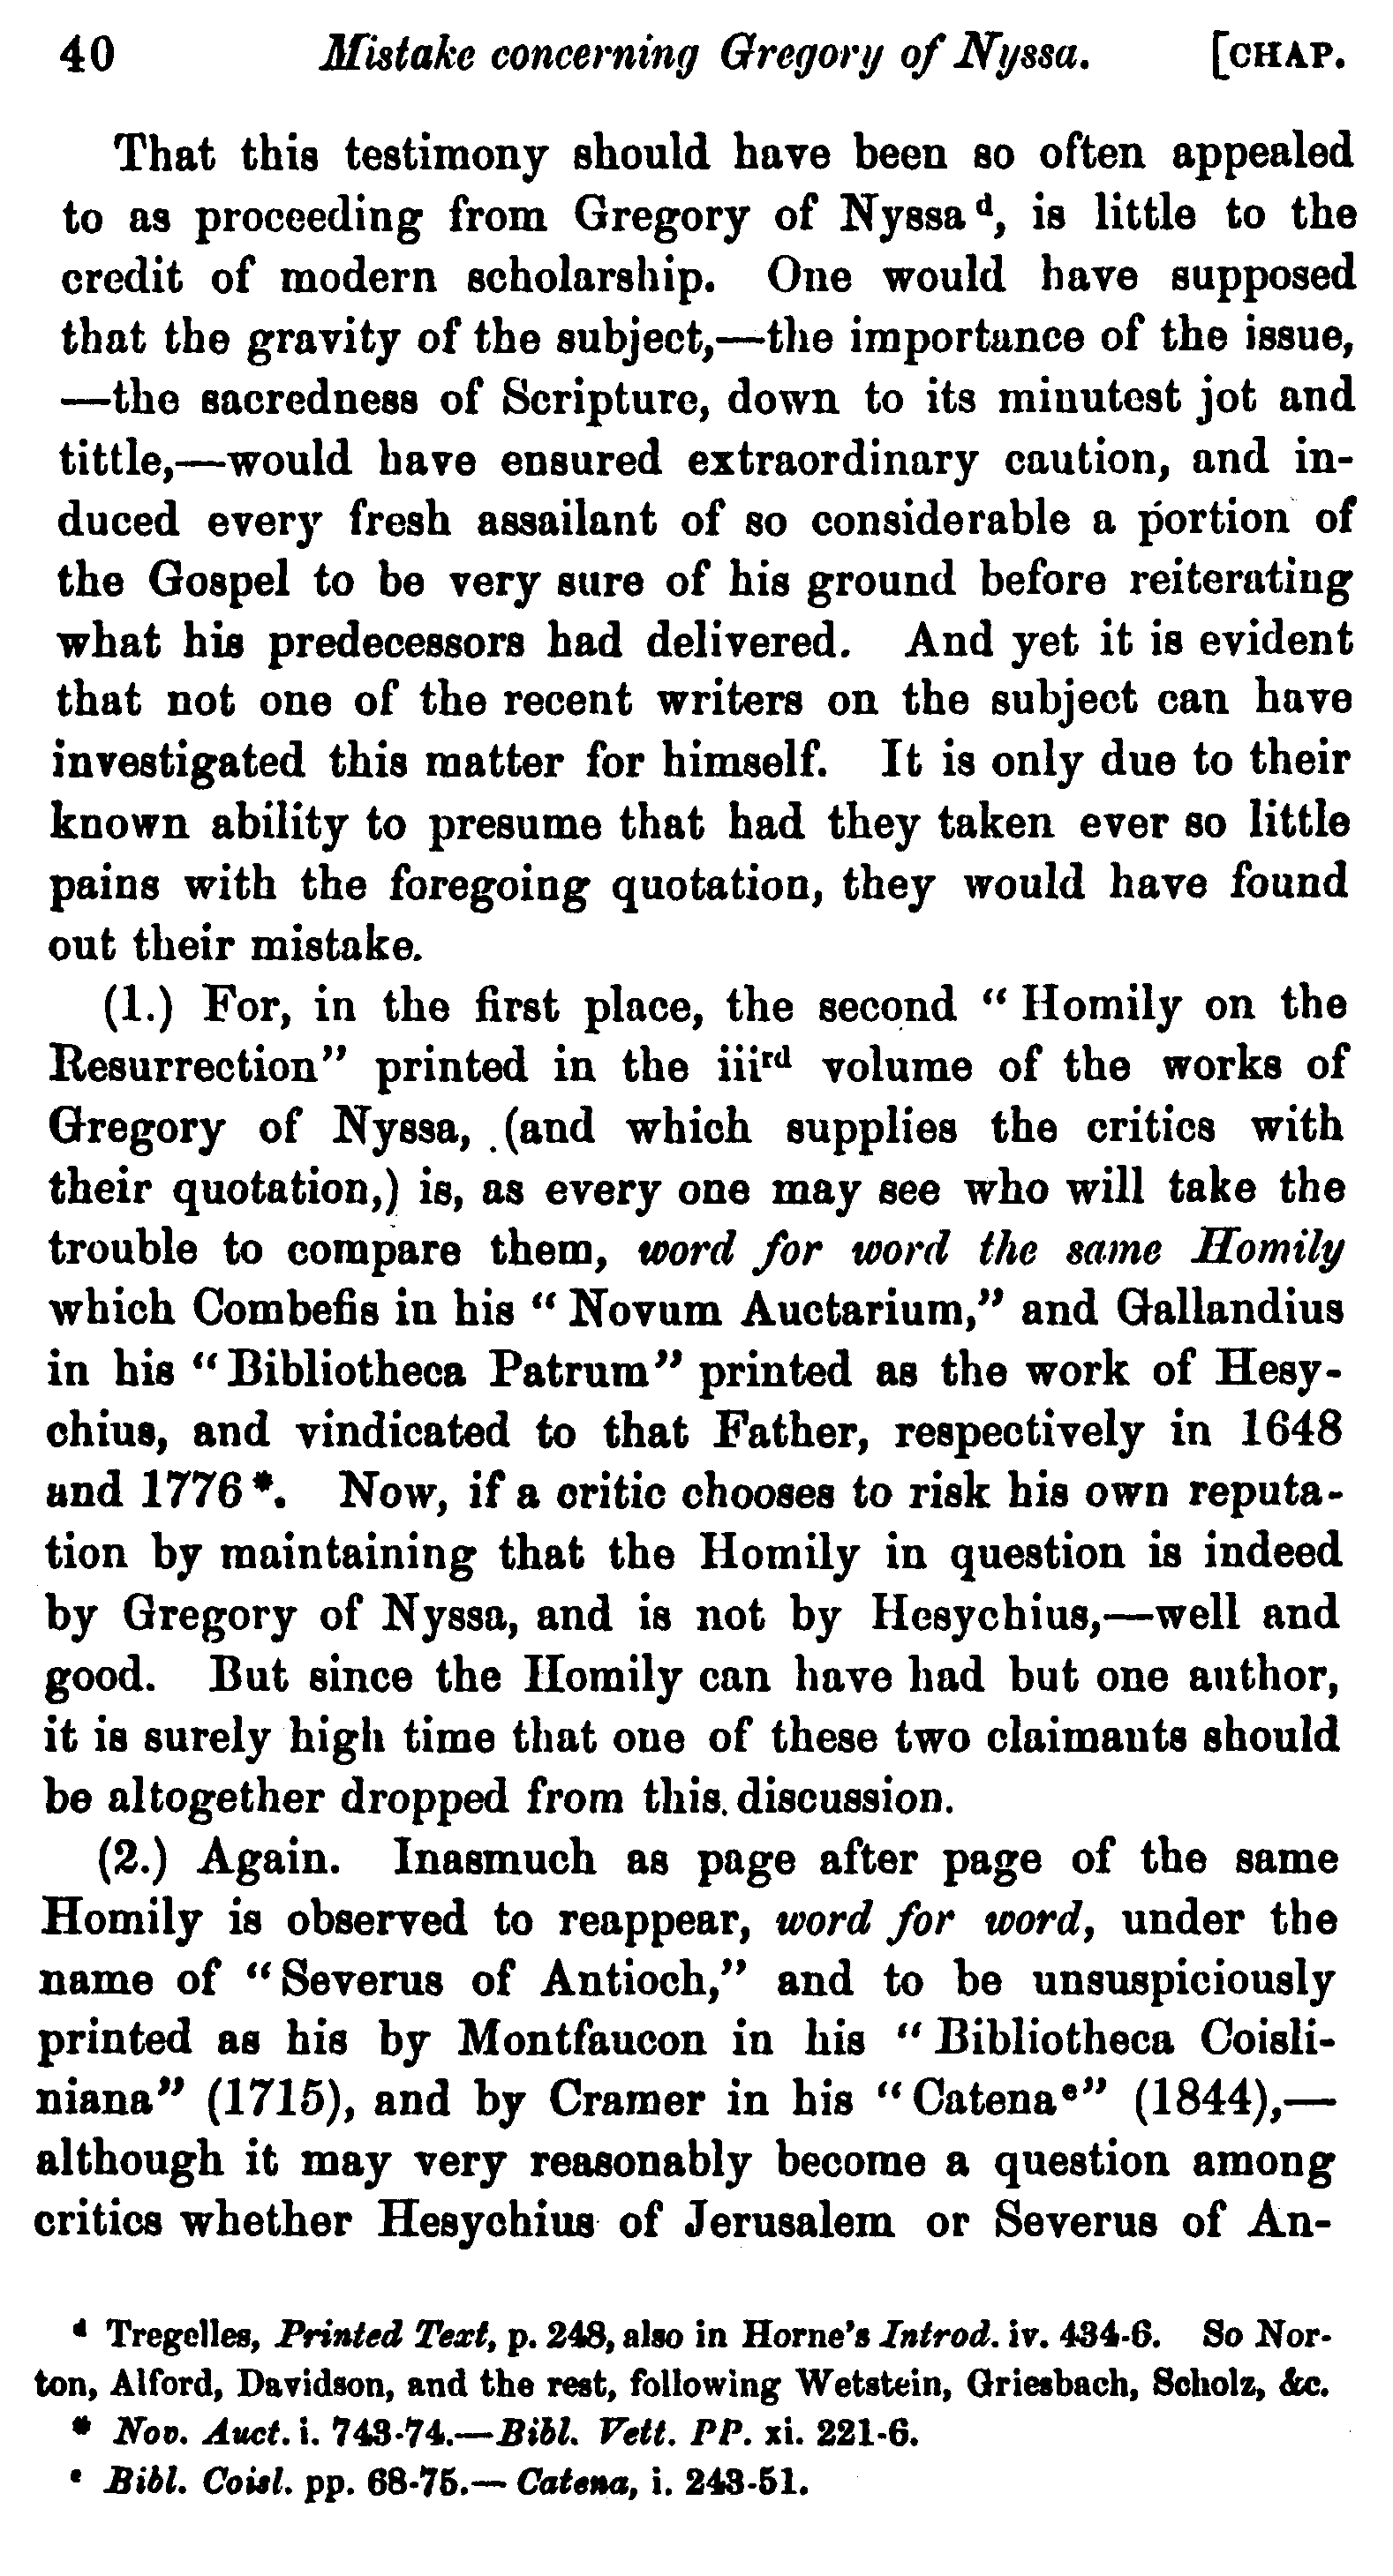 40 Mistake concerning Gregory of Nyssa. [CHAP.
That this testimony should have been so often appealed
to as proceeding from Gregory of Nyssa d, is little to the
credit of modern scholarship. One would have supposed
that the gravity of the subject,—the importance of the issue,
—the sacredness of Scripture, down to its minutest jot and
tittle,—would have ensured extraordinary caution, and in-
duced every fresh assailant of so considerable a portion of
the Gospel to be very sure of his ground before reiterating
what his predecessors had delivered. And yet it is evident
that not one of the recent writers on the subject can have
investigated this matter for himself. It is only due to their
known ability to presume that had they taken ever so little
pains with the foregoing quotation, they would have found
out their mistake.
(1.) For, in the first place, the second “Homily on the
Resurrection” printed in the iiird volume of the works of
Gregory of Nyssa, (and which supplies the critics with
their quotation,) is, as every one may see who will take the
trouble to compare them, word for word the same Homily
which Combefis in his “Novum Auctarium,” and Gallandius
in his “Bibliotheca Patrum” printed as the work of Hesy-
chius, and vindicated to that Father, respectively in 1648
and 1776 *. Now, if a critic chooses to risk his own reputa-
tion by maintaining that the Homily in question is indeed
by Gregory of Nyssa, and is not by Hesychius,—well and
good. But since the Homily can have had but one author,
it is surely high time that one of these two claimants should
be altogether dropped from this discussion.
(2.) Again. Inasmuch as page after page of the same
Homily is observed to reappear, word for word, under the
name of “Severus of Antioch,” and to be unsuspiciously
printed as his by Montfaucon in his “Bibliotheca Coisli-
niana” (1715), and by Cramer in his “Catena e” (1844),—
although it may very reasonably become a question among
critics whether Hesychius of Jerusalem or Severus of An-
d Tregelles, Printed Text, p. 248, also in Horne’s Introd. iv. 434-6. So Nor-
ton, Alford, Davidson, and the rest, following Wetstein, Griesbach, Scholz, &c.
* Nov. Auct. i. 743-74.—Bibl. Vett. PP. xi. 221-6.
e Bibl. Coisl. pp. 68-75.— Catena, i. 243-51.